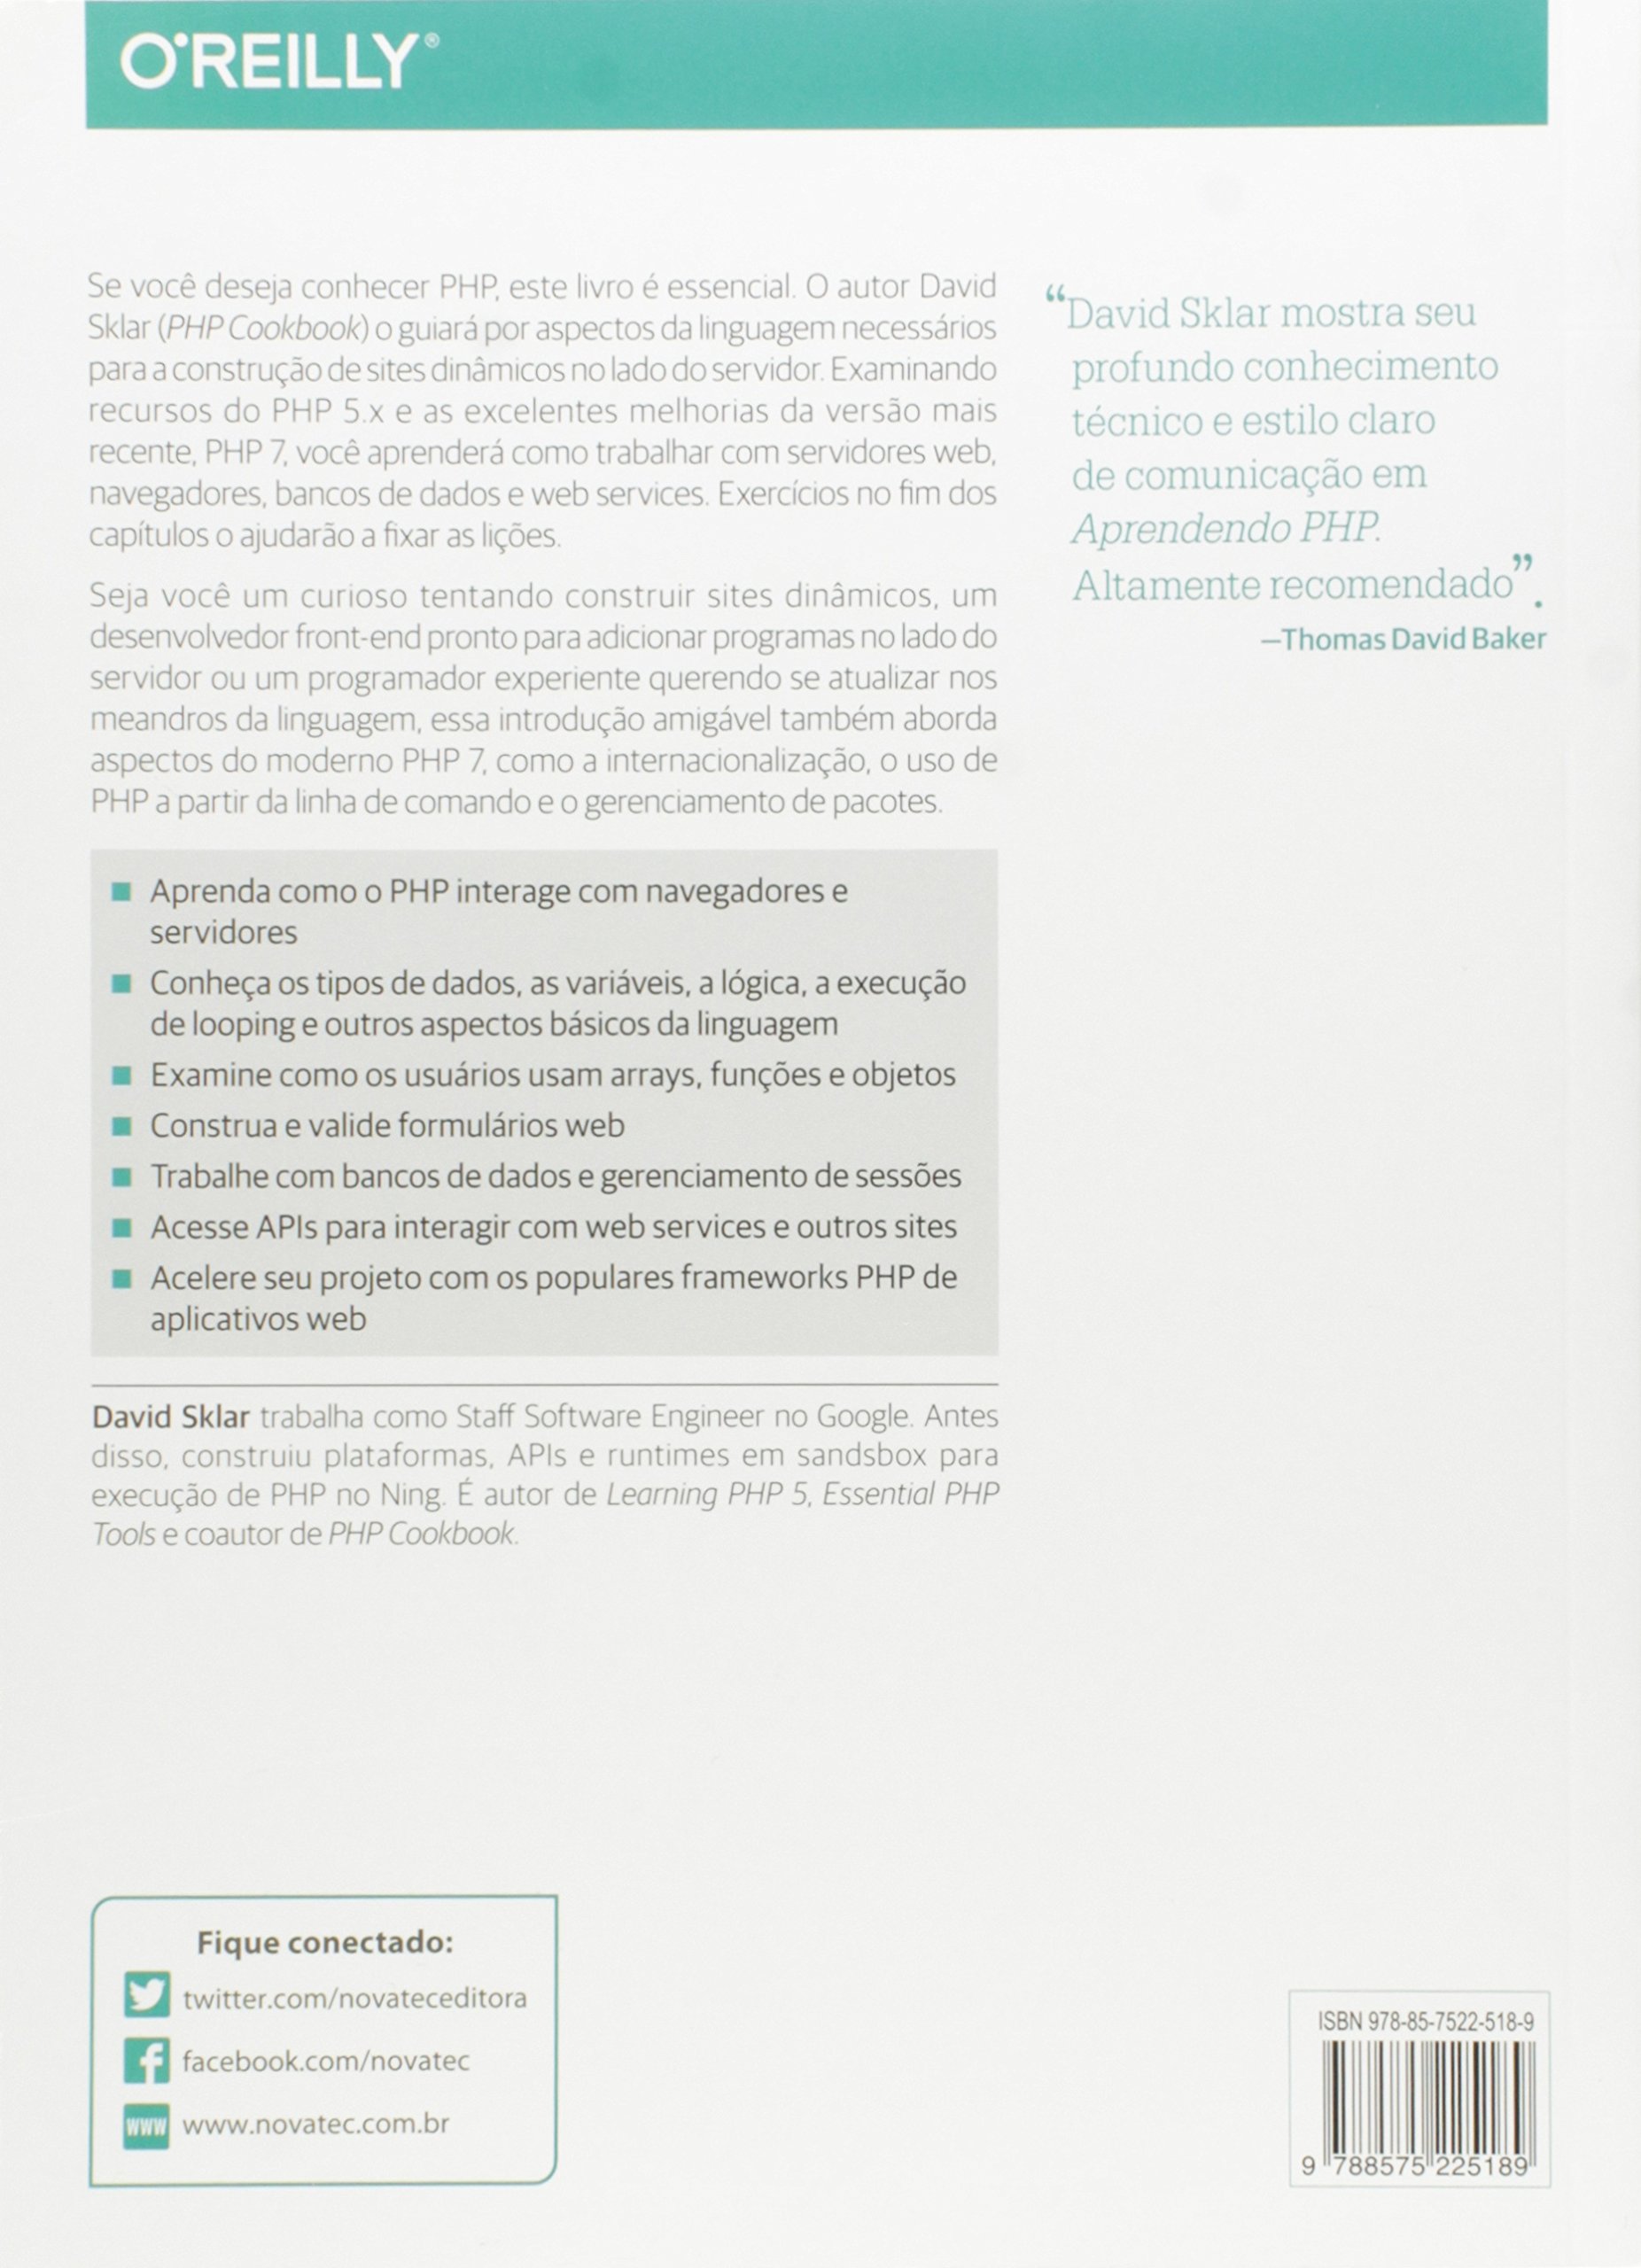 O'REILLY®
Se você deseja conhecer PHP, este livro é essencial. O autor David
Sklar (PHP Cookbook) o guiará por aspectos da linguagem necessários
para a construção de sites dinâmicos no lado do servidor. Examinando
recursos do PHP 5.x e as excelentes melhorias da versão mais
recente, PHP 7, você aprenderá como trabalhar com servidores web,
navegadores, bancos de dados e web services. Exercícios no fim dos
capítulos o ajudarão a fixar as lições.
Seja você um curioso tentando construir sites dinâmicos, um
desenvolvedor front-end pronto para adicionar programas no lado do
servidor ou um programador experiente querendo se atualizar nos
meandros da linguagem, essa introdução amigável também aborda
aspectos do moderno PHP 7, como a internacionalização, o uso de
PHP a partir da linha de comando e o gerenciamento de pacotes.
■ Aprenda como o PHP interage com navegadores e
servidores
■ Conheça os tipos de dados, as variáveis, a lógica, a execução
de looping e outros aspectos básicos da linguagem
■ Examine como os usuários usam arrays, funções e objetos
■ Construa e valide formulários web
■ Trabalhe com bancos de dados e gerenciamento de sessões
■ Acesse APIs para interagir com web services e outros sites
■ Acelere seu projeto com os populares frameworks PHP de
aplicativos web
David Sklar trabalha como Staff Software Engineer no Google. Antes
disso, construiu plataformas, APIs e runtimes em sandsbox para
execução de PHP no Ning. É autor de Learning PHP 5, Essential PHP
Tools e coautor de PHP Cookbook.
“David Sklar mostra seu
profundo conhecimento
técnico e estilo claro
de comunicação em
Aprendendo PHP.
Altamente recomendado”.
—Thomas David Baker
Fique conectado:
twitter.com/novateceditora
facebook.com/novatec
www www.novatec.com.br
ISBN 978-85-7522-518-9
9 788575 225189